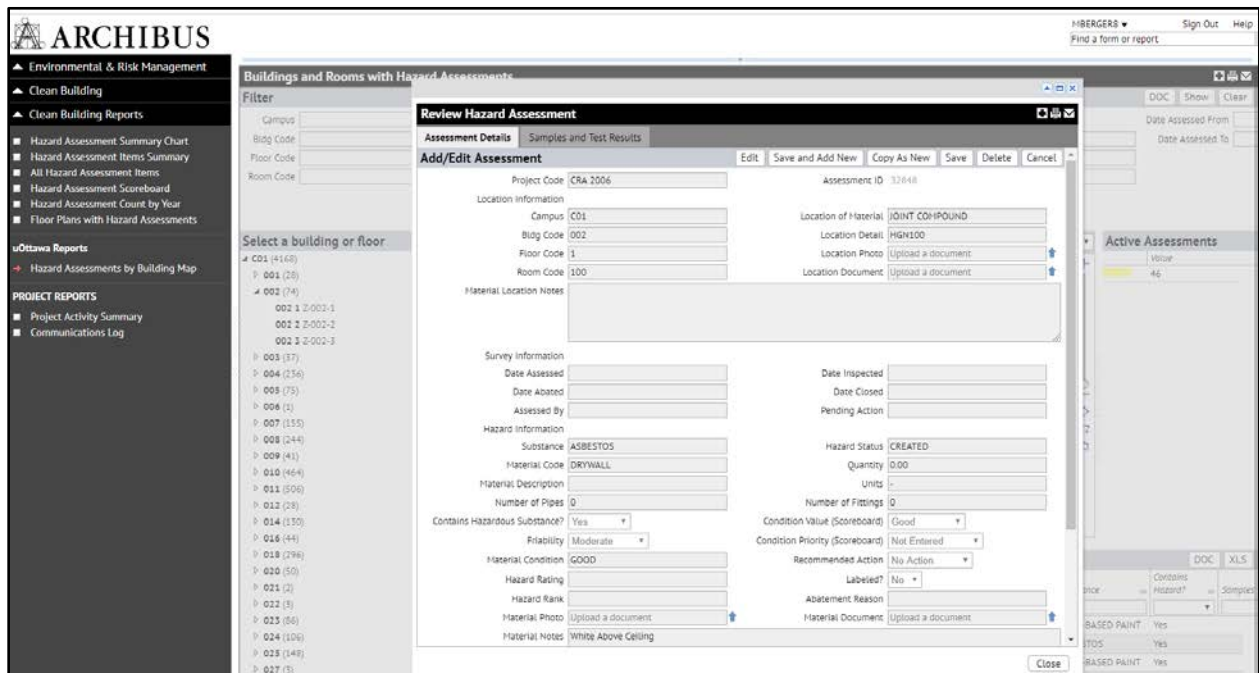 ARCHIBUS
MBERGER8 Sign Out Help
Find a form or report
Environmental & Risk Management
Clean Building
Clean Building Reports
Hazard Assessment Summary Chart
Hazard Assessment Items Summary
All Hazard Assessment Items
Hazard Assessment Scoreboard
Hazard Assessment Count by Year
Floor Plans with Hazard Assessments
uOttawa Reports
Hazard Assessments by Building Map
PROJECT REPORTS
Project Activity Summary
Communications Log
Buildings and Rooms with Hazard Assessments
Filter
DOC Show Clear
Campus
Bldg Code
Floor Code
Room Code
Date Assessed From
Date Assessed To
Select a building or floor
C01 (4168)
001 (28)
002 (74)
002 1 Z-002-1
002 2 Z-002-2
002 3 Z-002-3
003 (37)
004 (236)
005 (75)
006 (1)
007 (155)
008 (244)
009 (41)
010 (464)
011 (506)
012 (28)
014 (130)
016 (44)
018 (296)
020 (50)
021 (2)
022 (3)
023 (86)
024 (106)
025 (148)
027 (3)
Review Hazard Assessment
Assessment Details Samples and Test Results
Add/Edit Assessment Edit Save and Add New Copy As New Save Delete Cancel
Project Code CRA 2006 Assessment ID 32848
Location Information
Campus C01 Location of Material JOINT COMPOUND
Bldg Code 002 Location Detail HGN100
Floor Code 1 Location Photo Upload a document
Room Code 100 Location Document Upload a document
Material Location Notes
Survey Information
Date Assessed Date Inspected
Date Abated Date Closed
Assessed By Pending Action
Hazard Information
Substance ASBESTOS Hazard Status CREATED
Material Code DRYWALL Quantity 0.00
Material Description Units -
Number of Pipes 0 Number of Fittings 0
Contains Hazardous Substance? Yes Condition Value (Scoreboard) Good
Friability Moderate Condition Priority (Scoreboard) Not Entered
Material Condition GOOD Recommended Action No Action
Hazard Rating Labeled? No
Hazard Rank Abatement Reason
Material Photo Upload a document Material Document Upload a document
Material Notes White Above Ceiling
Close
Active Assessments
Value
46
DOC XLS
nce Contains Hazard? Samples
-BASED PAINT Yes
TOS Yes
-BASED PAINT Yes